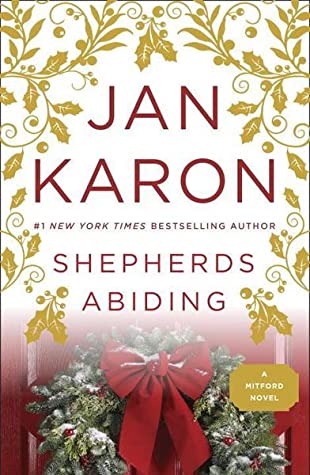 JAN
KARON
#1 NEW YORK TIMES BESTSELLING AUTHOR
SHEPHERDS
ABIDING
A
MITFORD
NOVEL